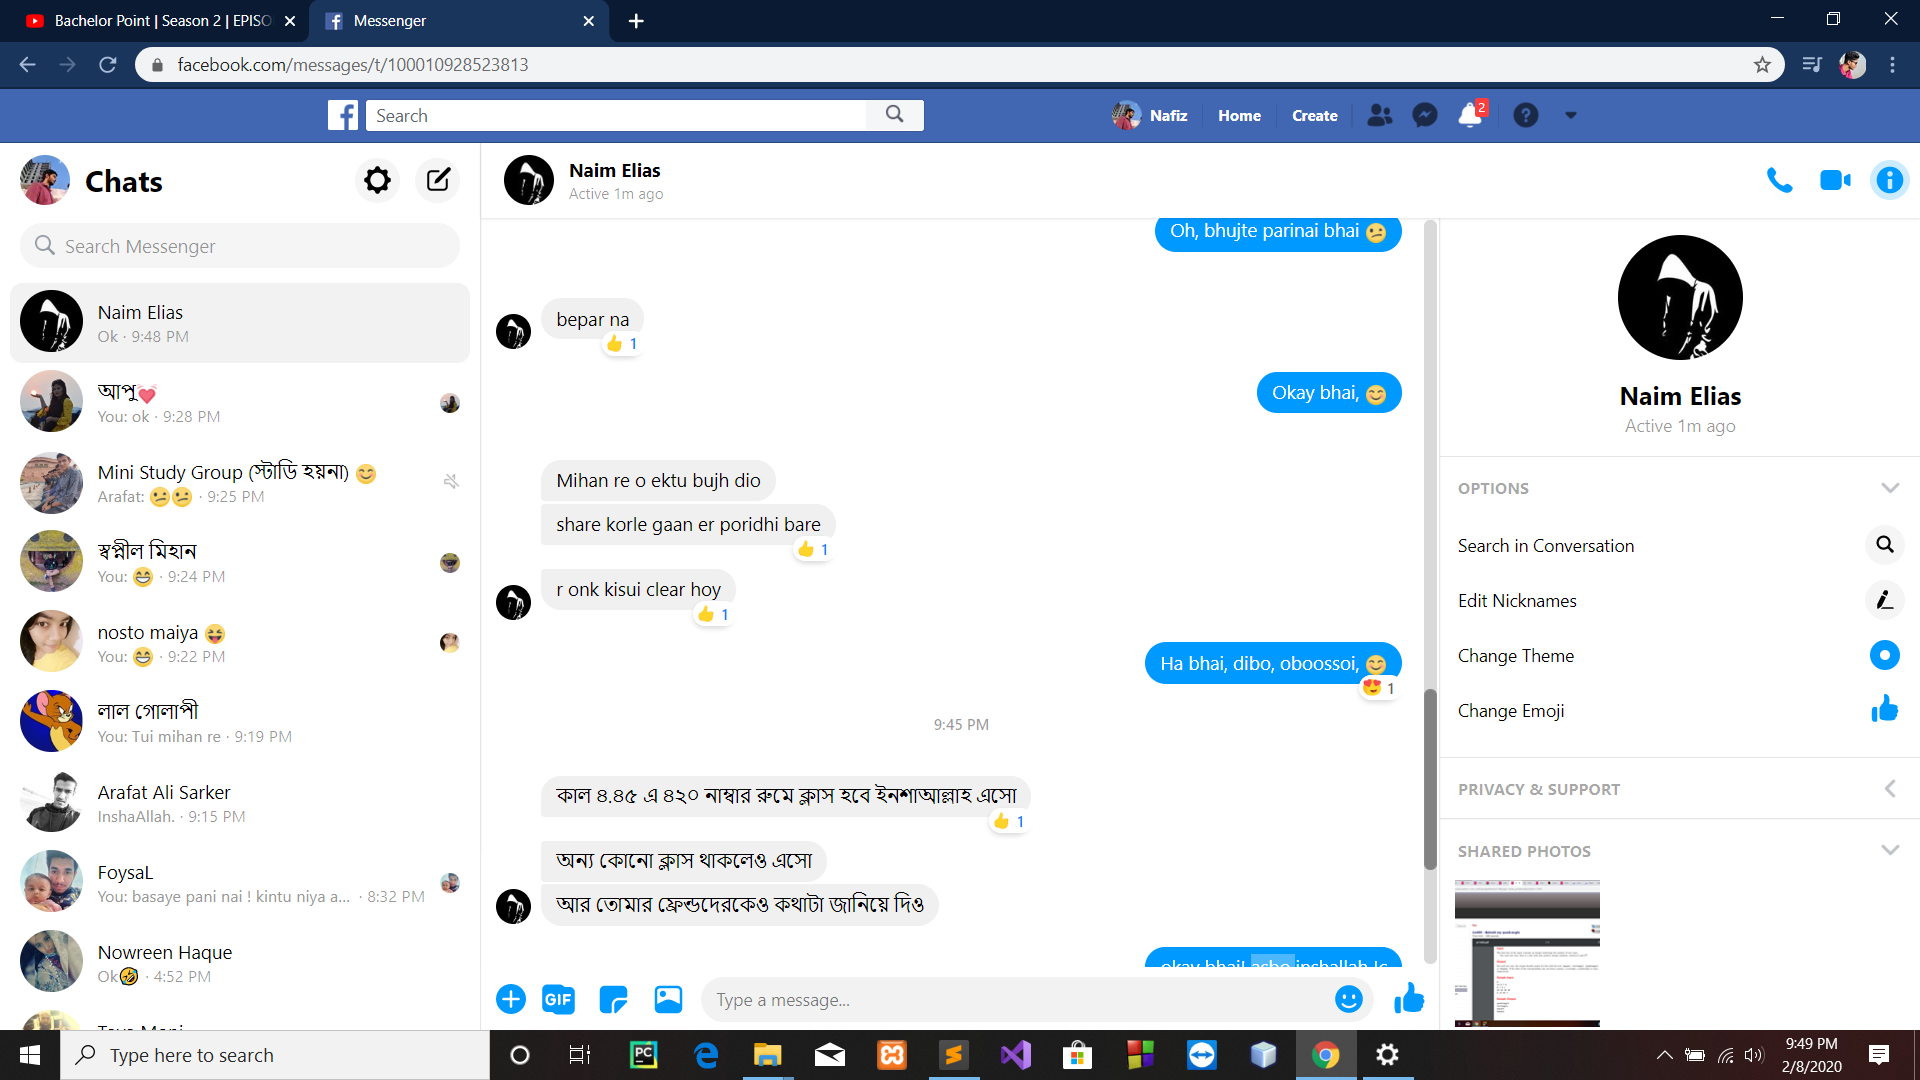 Bachelor Point | Season 2 | EPISO
Messenger
facebook.com/messages/t/100010928523813
Search
Nafiz
Home
Create
2
Chats
Search Messenger
Naim Elias
Ok · 9:48 PM
আপু💓
You: ok · 9:28 PM
Mini Study Group (স্টাডি হয়না) 😊
Arafat: 🫤🫤 · 9:25 PM
স্বপ্নীল মিহান
You: 😁 · 9:24 PM
nosto maiya 😝
You: 😁 · 9:22 PM
লাল গোলাপী
You: Tui mihan re · 9:19 PM
Arafat Ali Sarker
InshaAllah. · 9:15 PM
FoysaL
You: basaye pani nai ! kintu niya a... · 8:32 PM
Nowreen Haque
Ok🤣 · 4:52 PM
Naim Elias
Active 1m ago
Oh, bhujte parinai bhai 🫤
bepar na
👍 1
Okay bhai, 😊
Mihan re o ektu bujh dio
share korle gaan er poridhi bare
👍 1
r onk kisui clear hoy
👍 1
Ha bhai, dibo, oboossoi, 😊
😍 1
9:45 PM
কাল ৪.৪৫ এ ৪২০ নাম্বার রুমে ক্লাস হবে ইনশাআল্লাহ এসো
👍 1
অন্য কোনো ক্লাস থাকলেও এসো
আর তোমার ফ্রেন্ডদেরকেও কথাটা জানিয়ে দিও
okay bhai! asbo inshallah
GIF
Type a message...
Naim Elias
Active 1m ago
OPTIONS
Search in Conversation
Edit Nicknames
Change Theme
Change Emoji
PRIVACY & SUPPORT
SHARED PHOTOS
Type here to search
PC
9:49 PM
2/8/2020